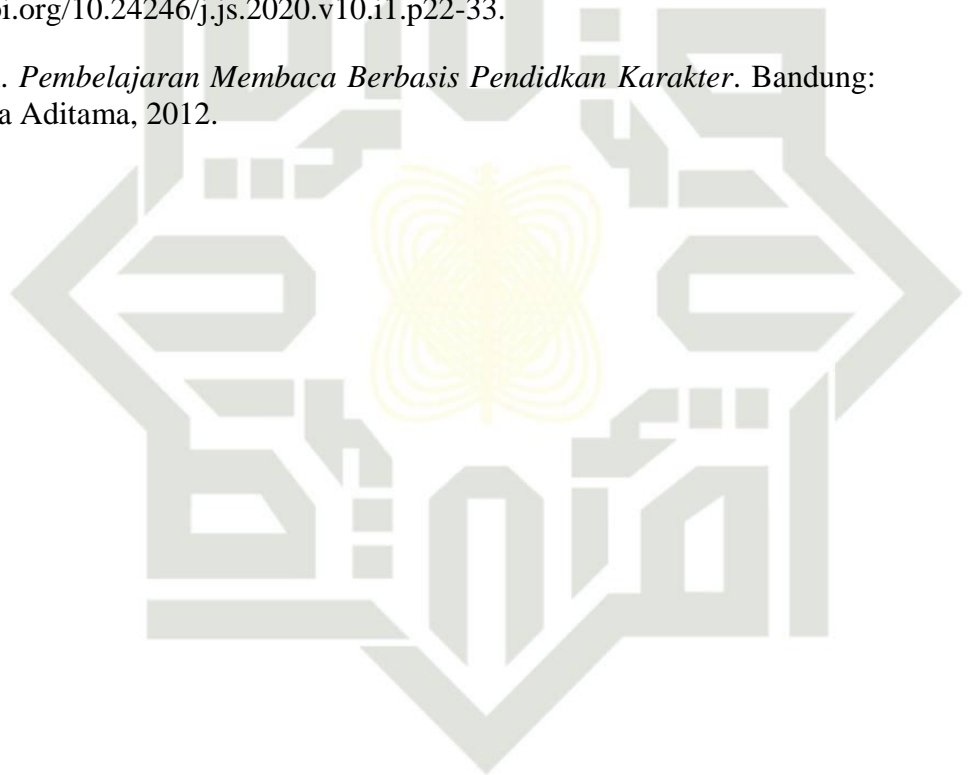 oi.org/10.24246/j.js.2020.v10.i1.p22-33.
. Pembelajaran Membaca Berbasis Pendidkan Karakter. Bandung:
a Aditama, 2012.